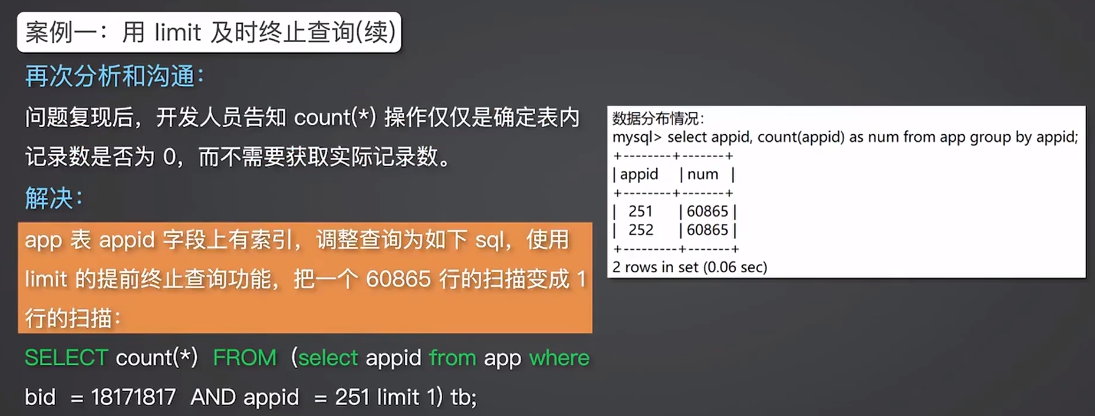 案例一：用 limit 及时终止查询(续)
再次分析和沟通：
问题复现后，开发人员告知 count(*) 操作仅仅是确定表内
记录数是否为 0，而不需要获取实际记录数。
解决：
app 表 appid 字段上有索引，调整查询为如下 sql，使用
limit 的提前终止查询功能，把一个 60865 行的扫描变成 1
行的扫描：
SELECT count(*) FROM (select appid from app where
bid = 18171817 AND appid = 251 limit 1) tb;
数据分布情况：
mysql> select appid, count(appid) as num from app group by appid;
+--------+-------+
| appid | num |
+--------+-------+
| 251 | 60865 |
| 252 | 60865 |
+---------+-------+
2 rows in set (0.06 sec)